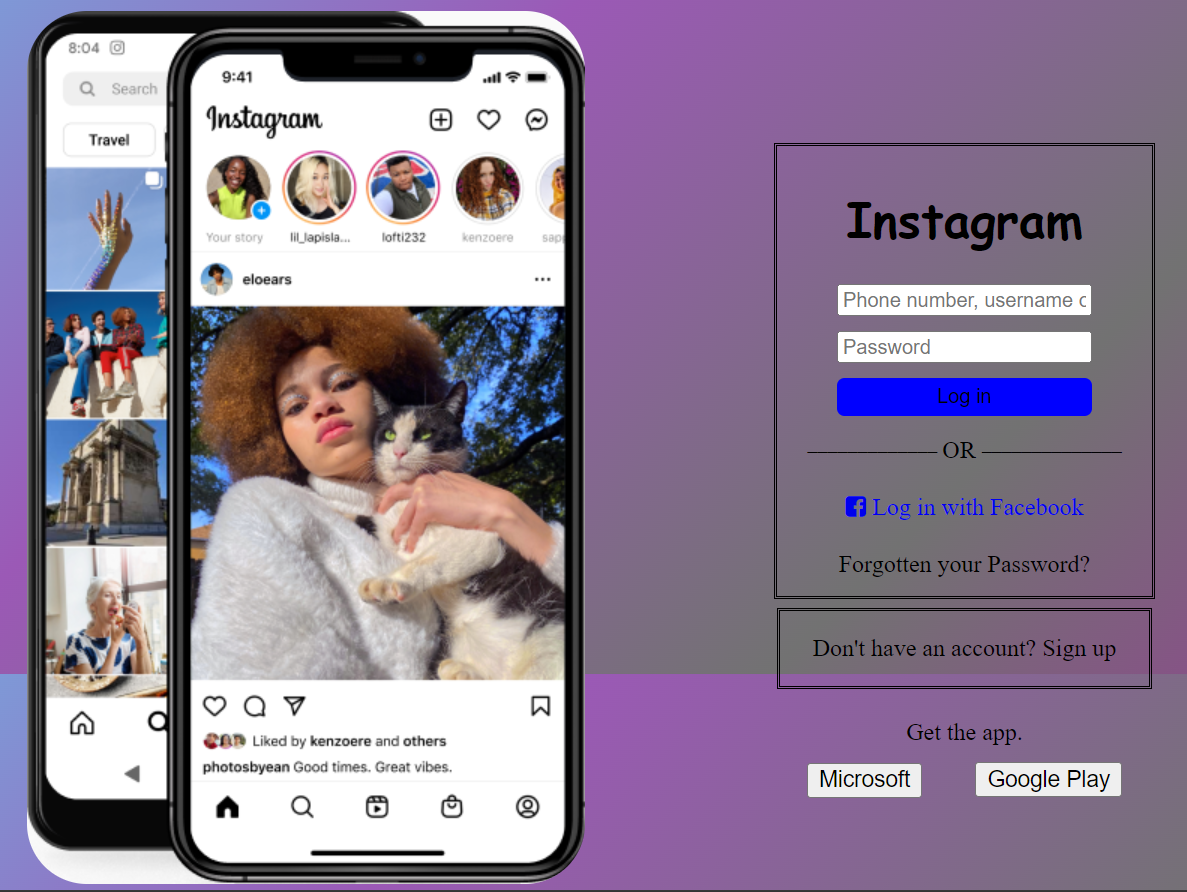 8:04
Search
Travel
9:41
Instagram
Your story
lil_lapisla...
lofti232
kenzoere
sapp
eloears
Liked by kenzoere and others
photosbyean Good times. Great vibes.
Instagram
Phone number, username o
Password
Log in
OR
Log in with Facebook
Forgotten your Password?
Don't have an account? Sign up
Get the app.
Microsoft
Google Play